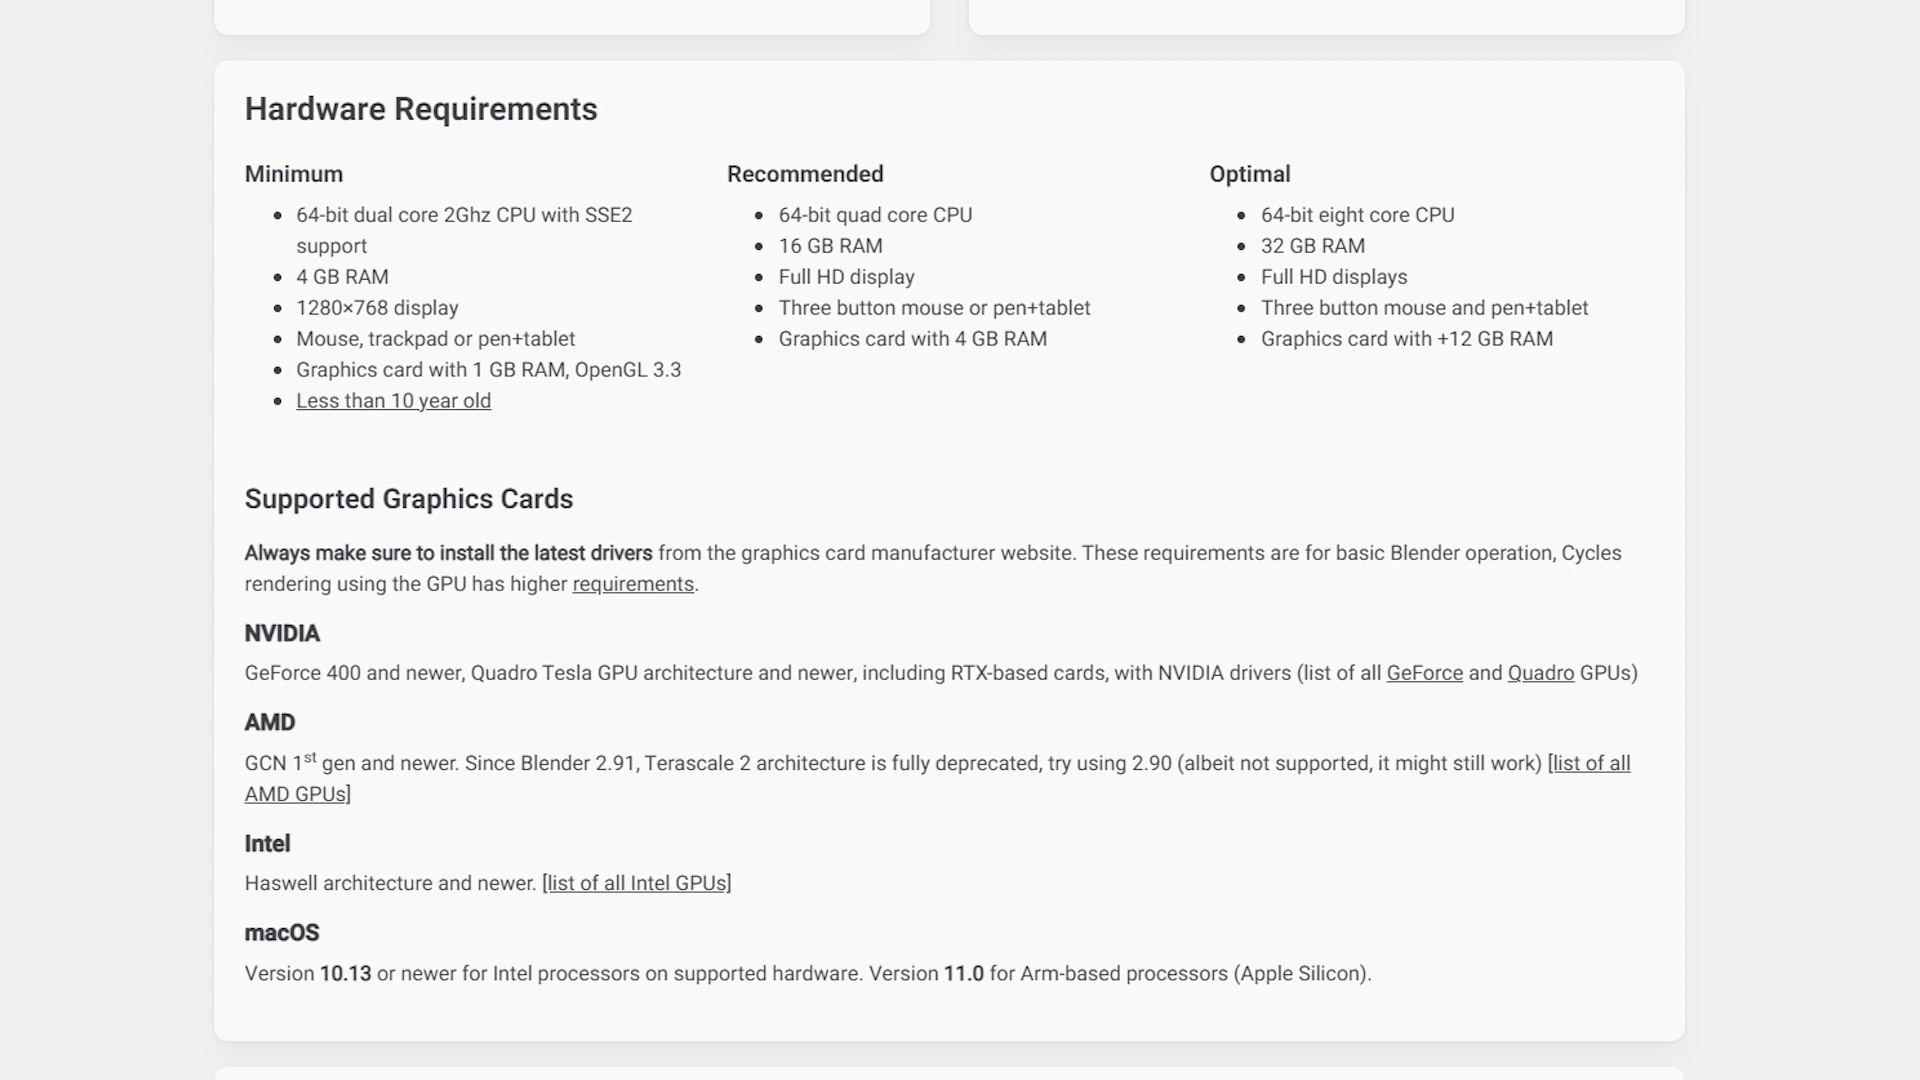 Hardware Requirements
Minimum
64-bit dual core 2Ghz CPU with SSE2
support
4 GB RAM
1280×768 display
Mouse, trackpad or pen+tablet
Graphics card with 1 GB RAM, OpenGL 3.3
Less than 10 year old
Recommended
64-bit quad core CPU
16 GB RAM
Full HD display
Three button mouse or pen+tablet
Graphics card with 4 GB RAM
Optimal
64-bit eight core CPU
32 GB RAM
Full HD displays
Three button mouse and pen+tablet
Graphics card with +12 GB RAM
Supported Graphics Cards
Always make sure to install the latest drivers from the graphics card manufacturer website. These requirements are for basic Blender operation, Cycles
rendering using the GPU has higher requirements.
NVIDIA
GeForce 400 and newer, Quadro Tesla GPU architecture and newer, including RTX-based cards, with NVIDIA drivers (list of all GeForce and Quadro GPUs)
AMD
GCN 1st gen and newer. Since Blender 2.91, Terascale 2 architecture is fully deprecated, try using 2.90 (albeit not supported, it might still work) [list of all
AMD GPUs]
Intel
Haswell architecture and newer. [list of all Intel GPUs]
macOS
Version 10.13 or newer for Intel processors on supported hardware. Version 11.0 for Arm-based processors (Apple Silicon).